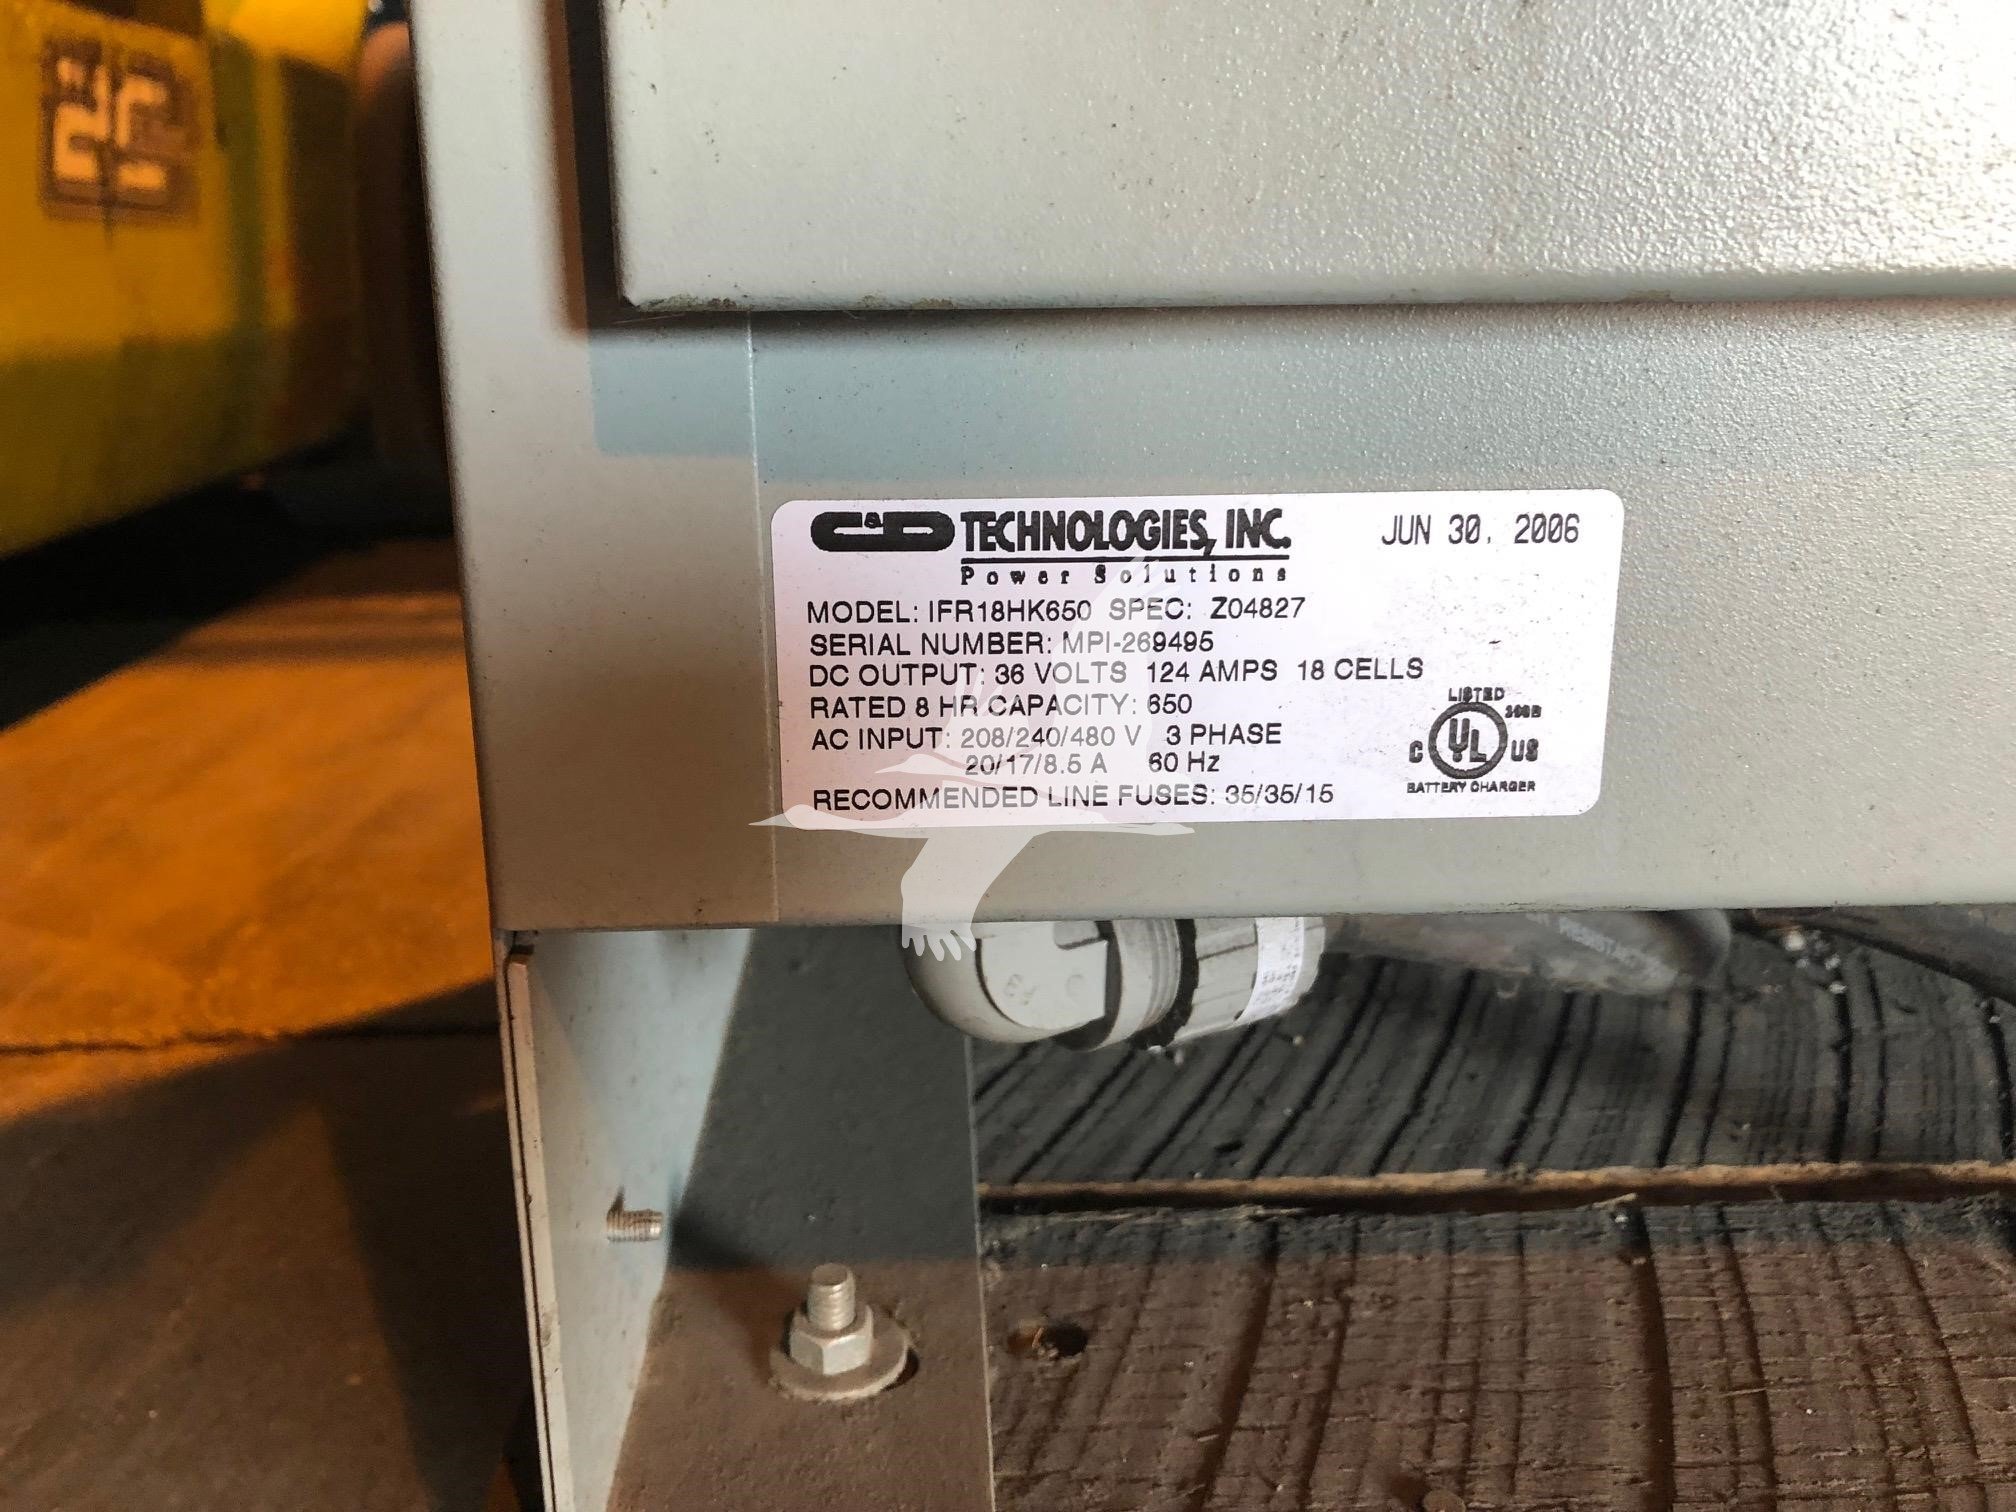 22
C&D TECHNOLOGIES, INC.
Power Solutions
JUN 30, 2006
MODEL: IFR18HK650 SPEC: Z04827
SERIAL NUMBER: MPI-269495
DC OUTPUT: 36 VOLTS 124 AMPS 18 CELLS
RATED 8 HR CAPACITY: 650
AC INPUT: 208/240/480 V 3 PHASE
20/17/8.5 A 60 Hz
RECOMMENDED LINE FUSES: 35/35/15
LISTED
C UL US
BATTERY CHARGER